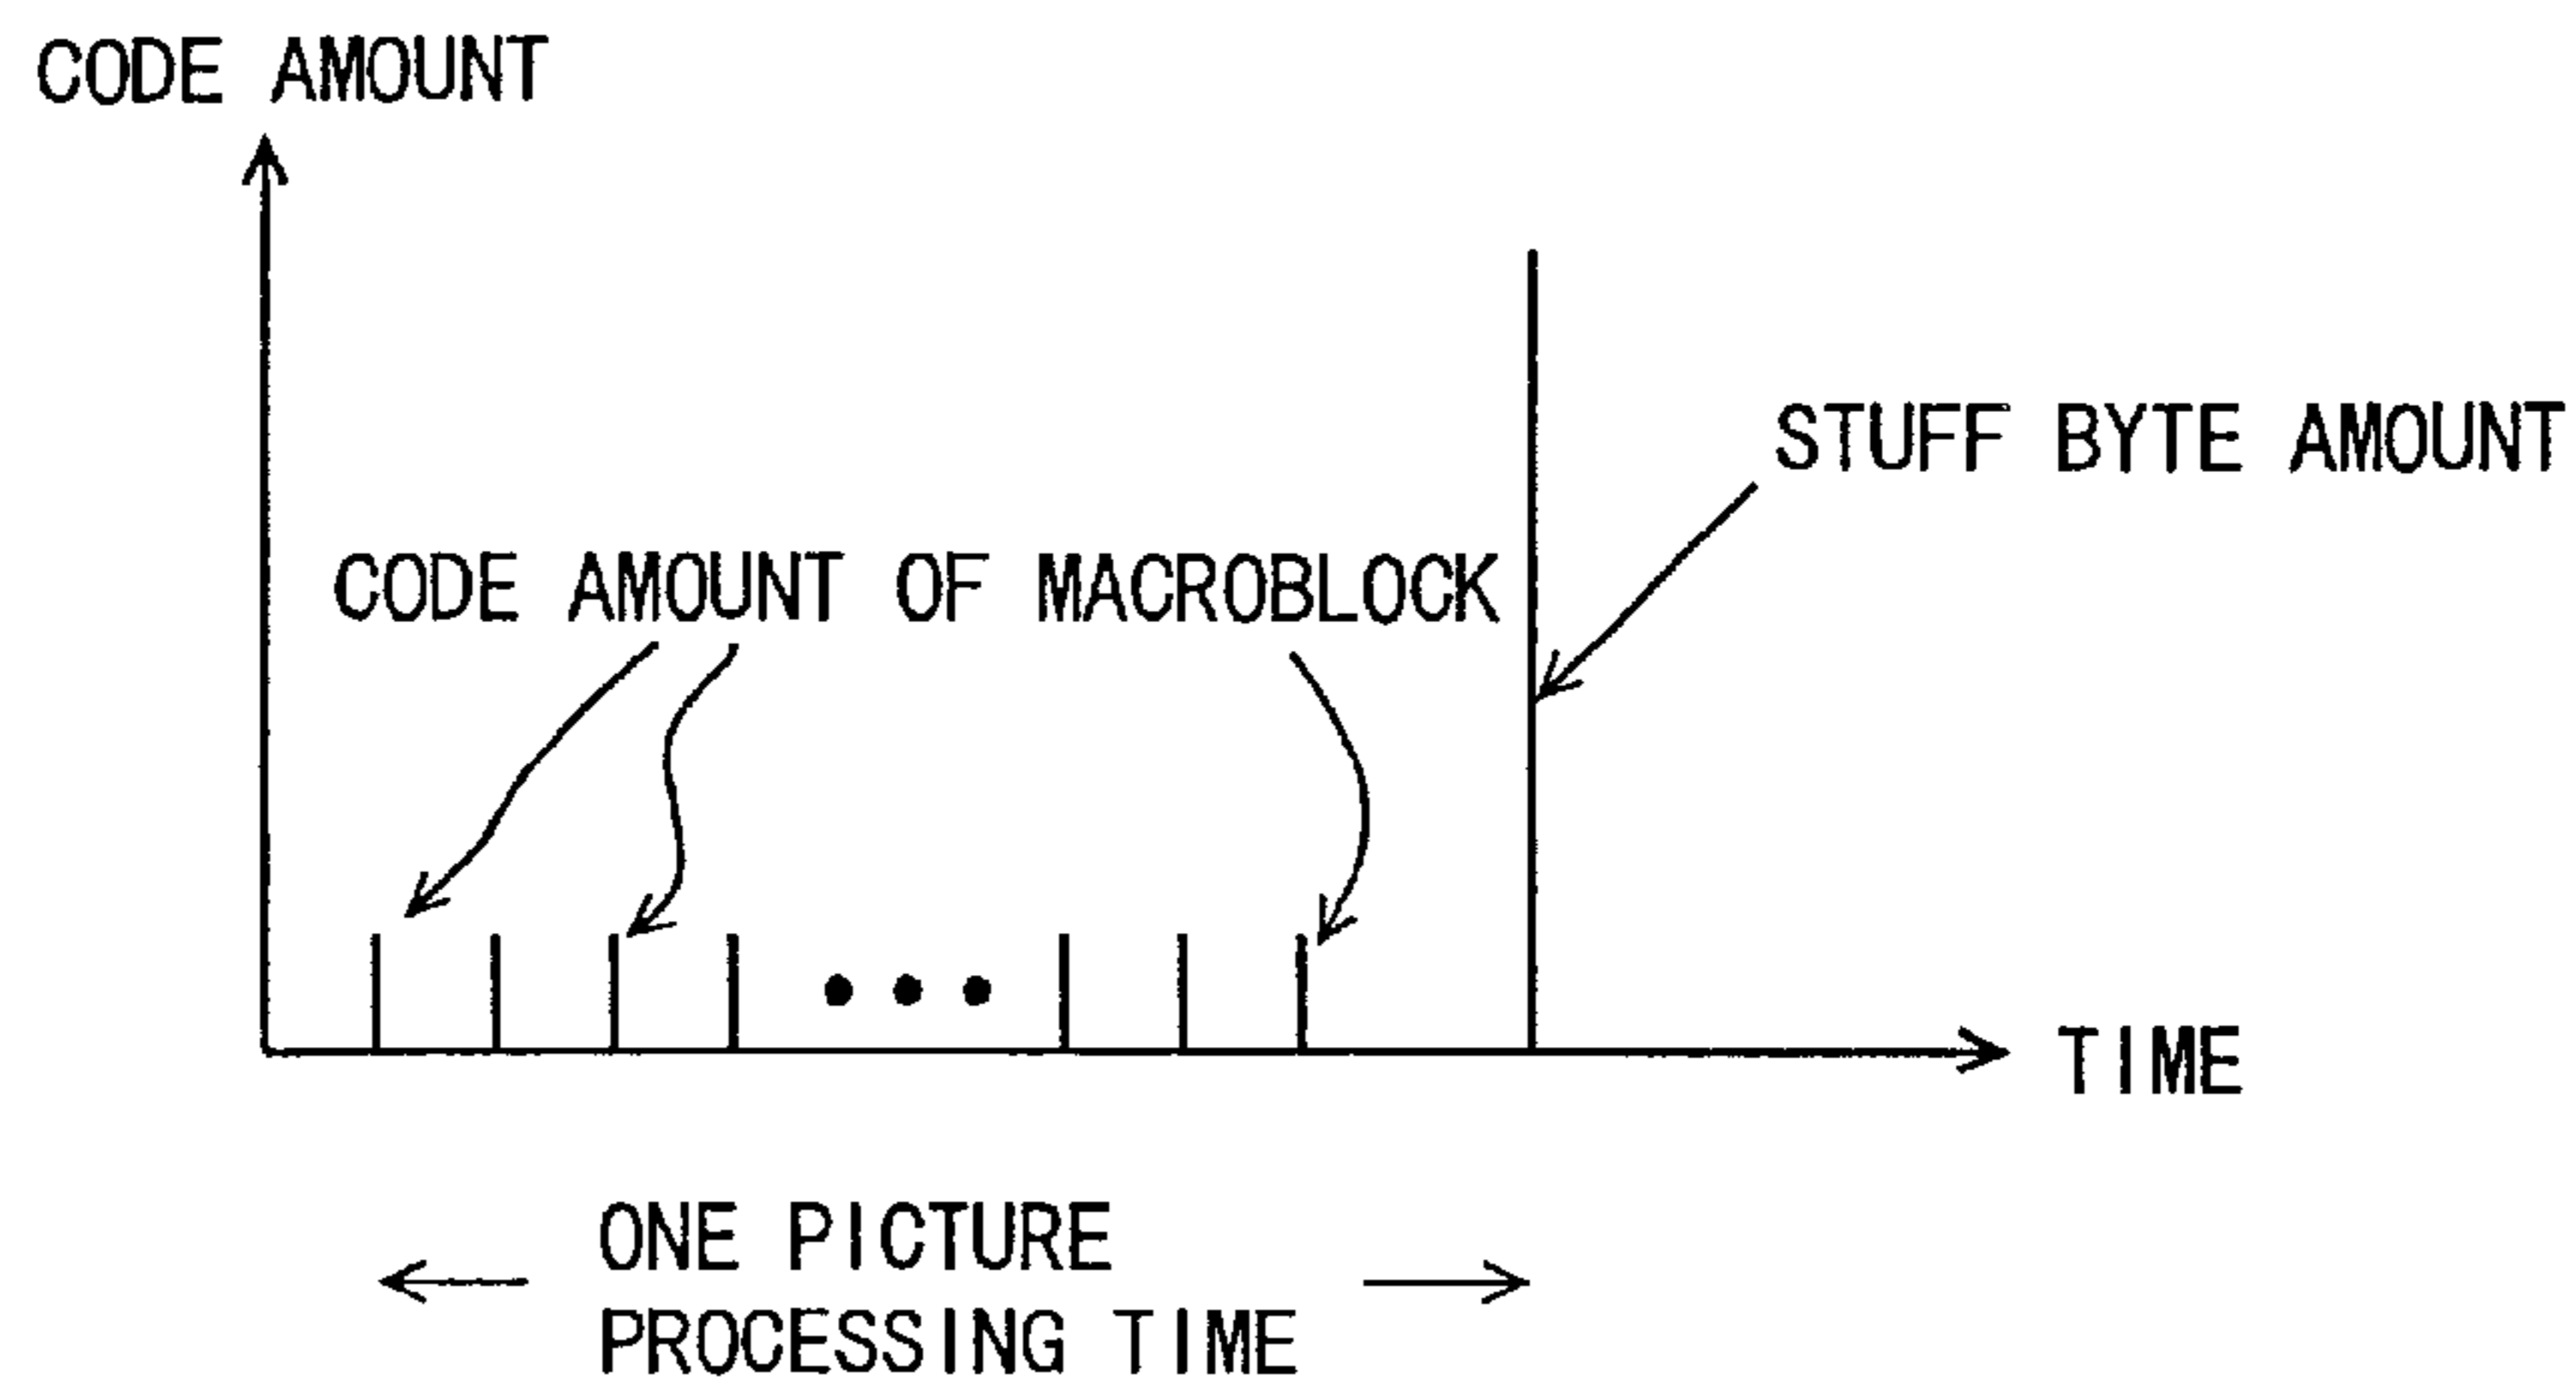 CODE AMOUNT
STUFF BYTE AMOUNT
CODE AMOUNT OF MACROBLOCK
TIME
ONE PICTURE
PROCESSING TIME